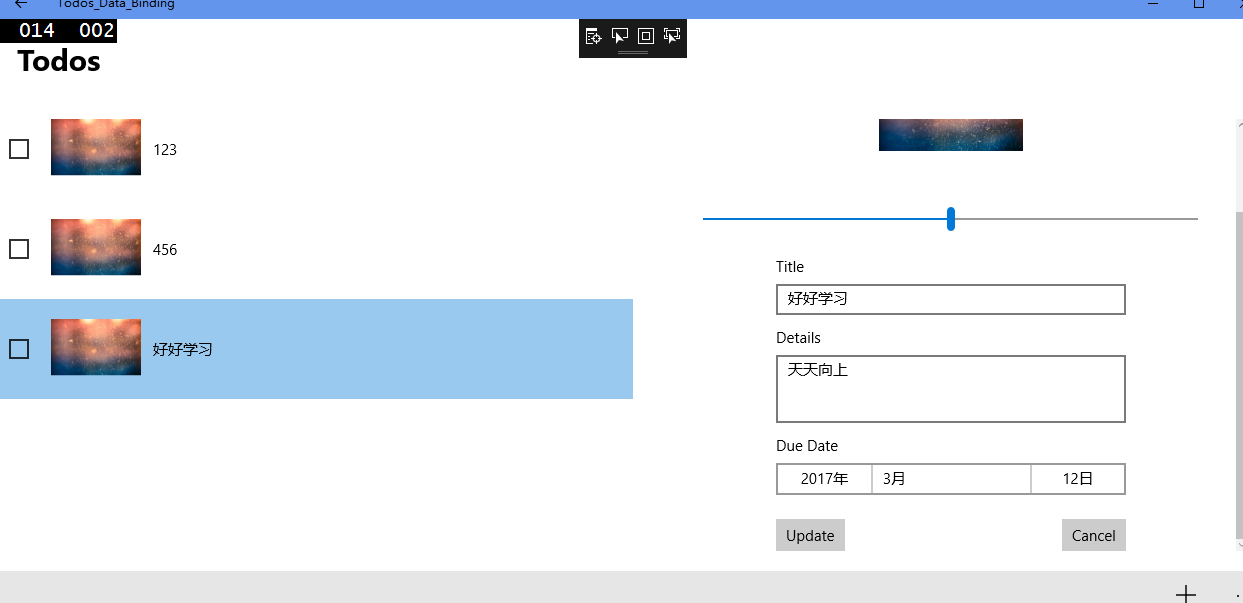 Todos_Data_Binding
014 002
Todos
123
456
好好学习
Title
好好学习
Details
天天向上
Due Date
2017年 3月 12日
Update Cancel